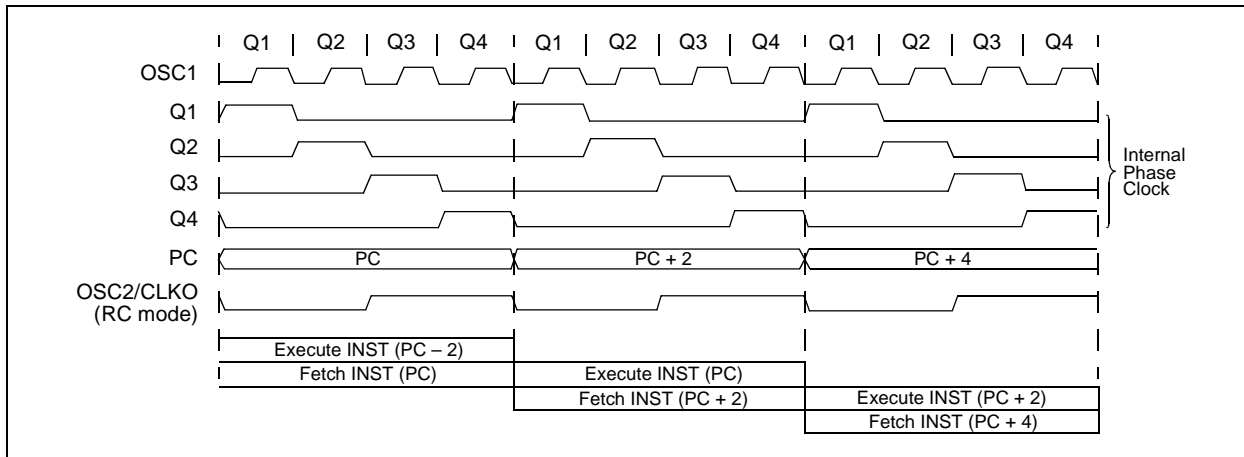 Q1 Q2 Q3 Q4 Q1 Q2 Q3 Q4 Q1 Q2 Q3 Q4
OSC1
Q1
Q2
Q3
Q4
Internal
Phase
Clock
PC
PC PC + 2 PC + 4
OSC2/CLKO
(RC mode)
Execute INST (PC – 2)
Fetch INST (PC) Execute INST (PC)
Fetch INST (PC + 2) Execute INST (PC + 2)
Fetch INST (PC + 4)